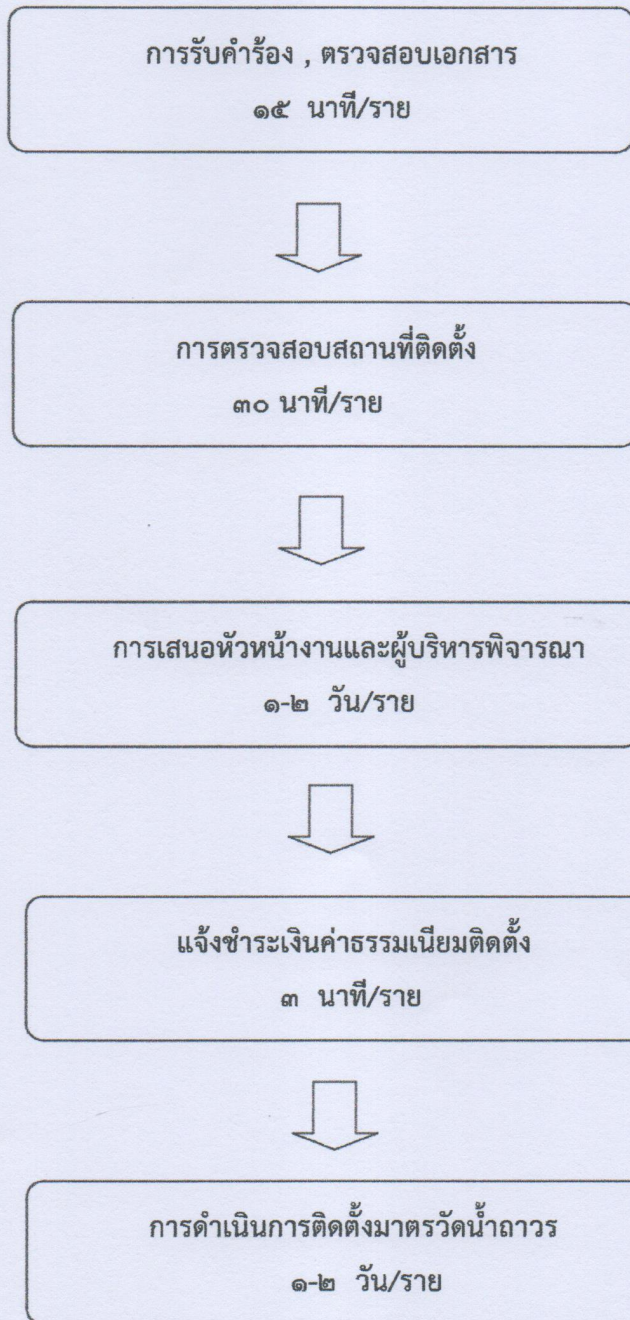 การรับคำร้อง , ตรวจสอบเอกสาร
๑๕ นาที/ราย
การตรวจสอบสถานที่ติดตั้ง
๓๐ นาที/ราย
การเสนอหัวหน้างานและผู้บริหารพิจารณา
๑-๒ วัน/ราย
แจ้งชำระเงินค่าธรรมเนียมติดตั้ง
๓ นาที/ราย
การดำเนินการติดตั้งมาตรวัดน้ำถาวร
๑-๒ วัน/ราย